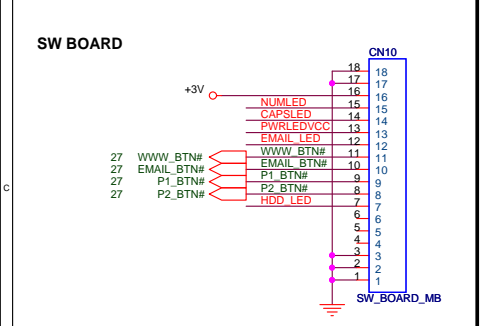 SW BOARD
CN10
18 18
17 17
+3V 16 16
NUMLED 15 15
CAPSLED 14 14
PWRLEDVCC 13 13
EMAIL_LED 12 12
27 WWW_BTN# WWW_BTN# 11 11
27 EMAIL_BTN# EMAIL_BTN# 10 10
27 P1_BTN# P1_BTN# 9 9
27 P2_BTN# P2_BTN# 8 8
HDD_LED 7 7
C
6 6
5 5
4 4
3 3
2 2
1 1
SW_BOARD_MB